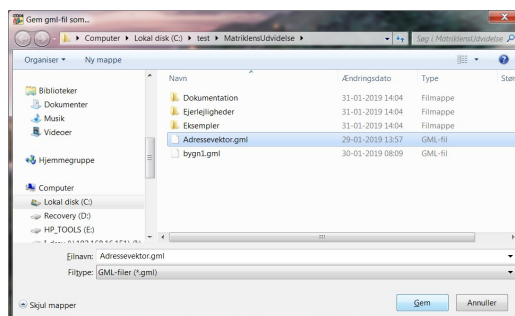 Gem gml-fil som...
Computer ▸ Lokal disk (C:) ▸ test ▸ MatriklensUdvidelse
Søg i MatriklensUdvidelse
Organiser
Ny mappe
Navn Ændringsdato Type Stør
Biblioteker
Dokumenter
Musik
Videoer
Hjemmegruppe
Computer
Lokal disk (C:)
Recovery (D:)
HP_TOOLS (E:)
Dokumentation 31-01-2019 14:04 Filmappe
Ejerlejligheder 31-01-2019 14:04 Filmappe
Eksempler 31-01-2019 14:04 Filmappe
Adressevektor.gml 29-01-2019 13:57 GML-fil
bygn1.gml 30-01-2019 08:09 GML-fil
Filnavn: Adressevektor.gml
Filtype: GML-filer (*.gml)
Skjul mapper
Gem
Annuller